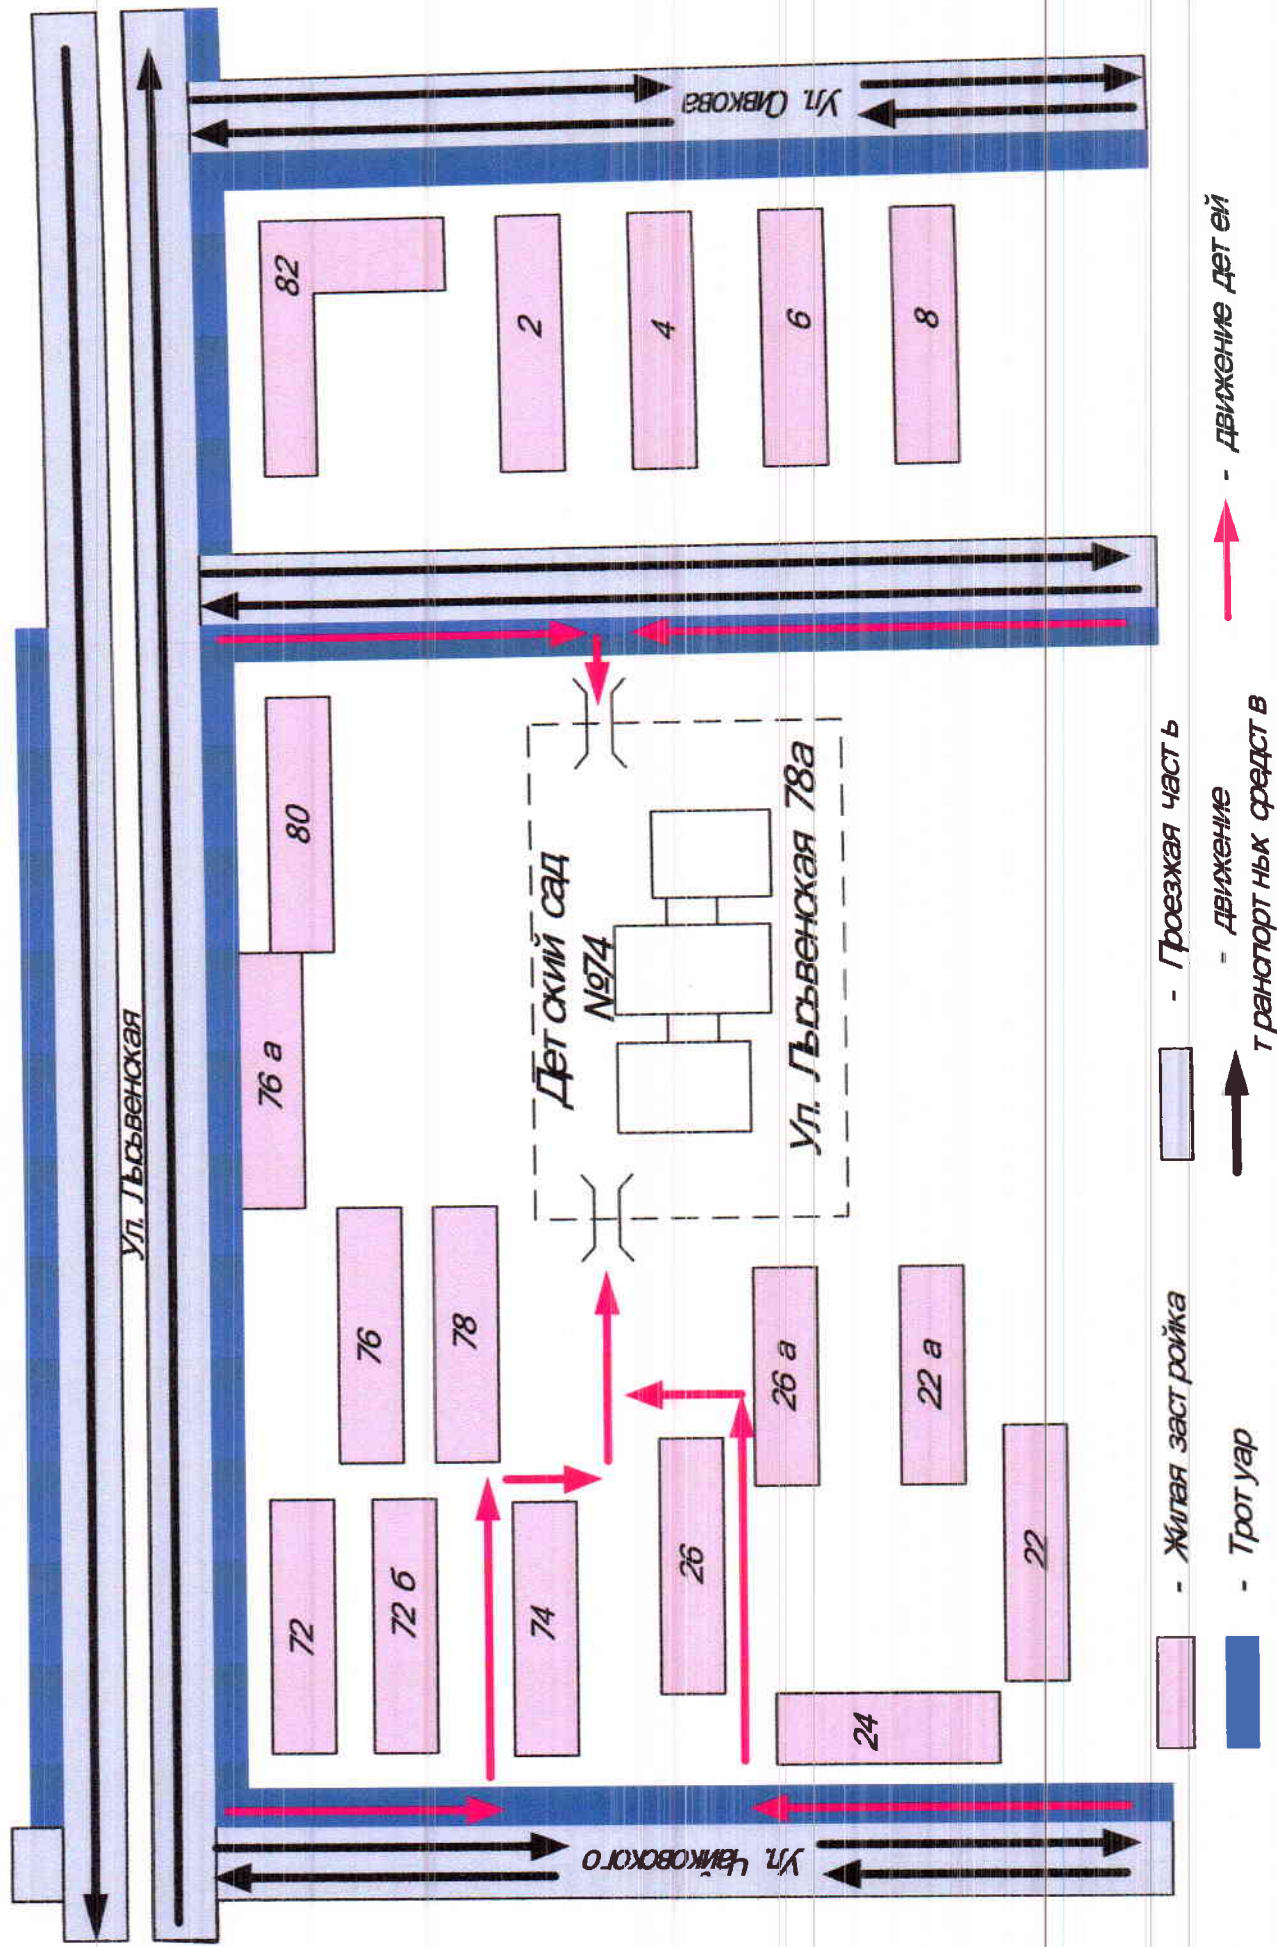 Ул. Лысьвенская
72
76
76 а
80
82
72 б
78
74
Детский сад
№74
2
26
4
Ул. Чайковского
26 а
Ул. Лысьвенская 78а
6
Ул. Сивкова
24
22 а
8
22
- Жилая застройка
- Проезжая часть
- Тротуар
- движение
транспортных средств
- движение детей